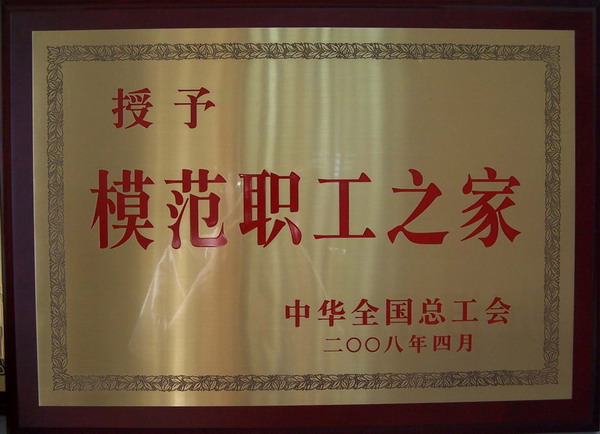 授予
模范职工之家
中华全国总工会
二〇〇八年四月